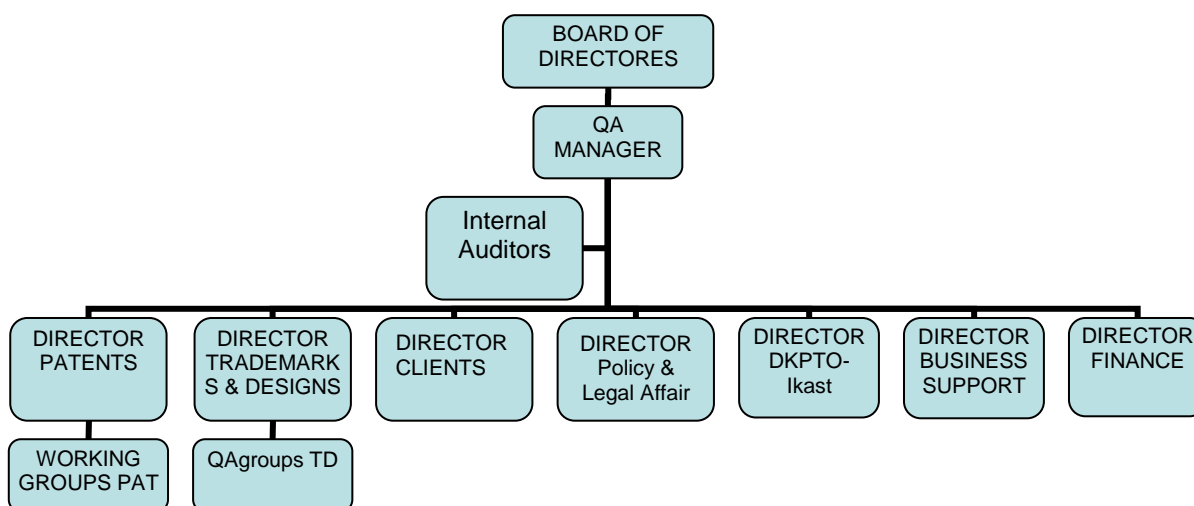 BOARD OF
DIRECTORES
QA
MANAGER
Internal
Auditors
DIRECTOR
PATENTS
DIRECTOR
TRADEMARK
S & DESIGNS
DIRECTOR
CLIENTS
DIRECTOR
Policy &
Legal Affair
DIRECTOR
DKPTO-
Ikast
DIRECTOR
BUSINESS
SUPPORT
DIRECTOR
FINANCE
WORKING
GROUPS PAT
QAgroups TD